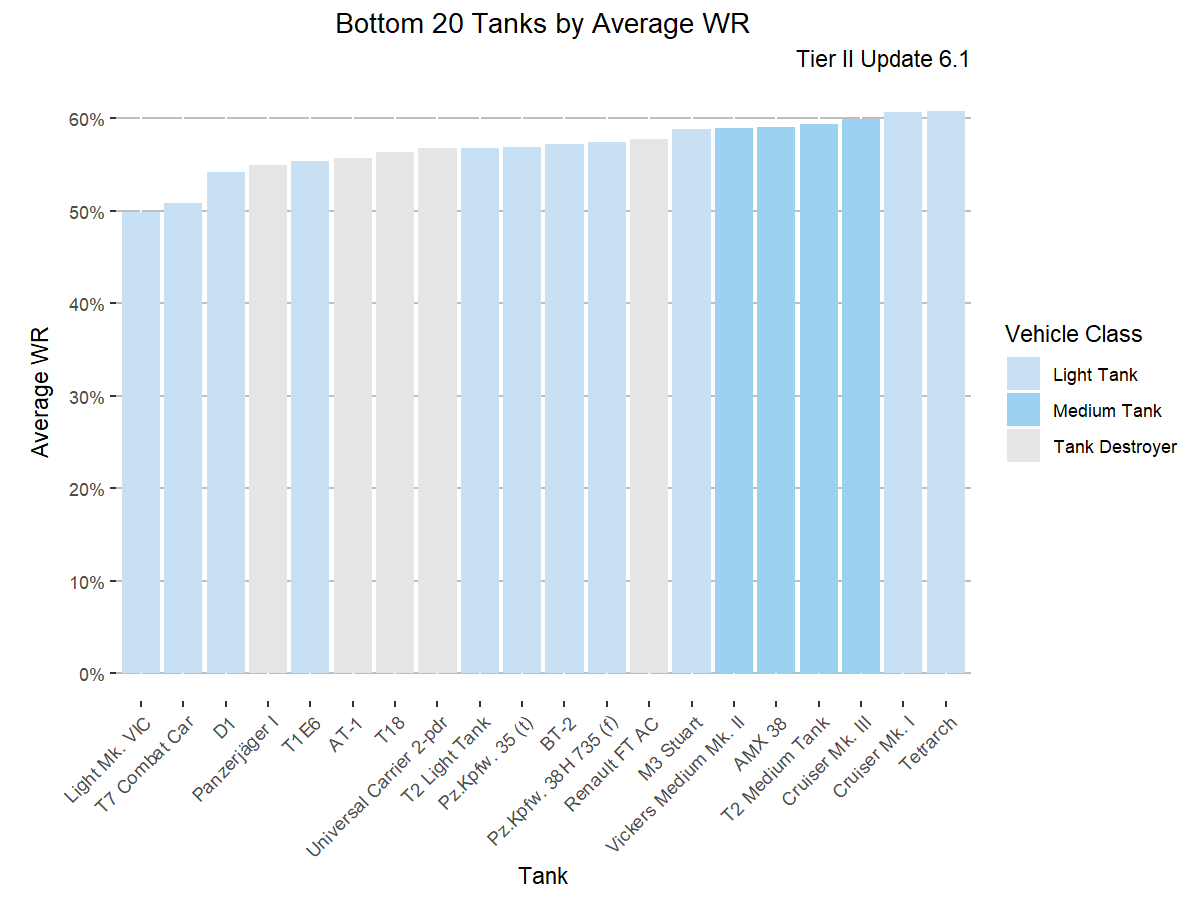 Bottom 20 Tanks by Average WR
Tier II Update 6.1
60%
50%
40%
30%
20%
10%
0%
Average WR
Light Mk. VIC
T7 Combat Car
D1
Panzerjäger I
T1E6
AT-1
T18
Universal Carrier 2-pdr
T2 Light Tank
Pz.Kpfw. 35 (t)
BT-2
Pz.Kpfw. 38H 735 (f)
Renault FT AC
M3 Stuart
Vickers Medium Mk. II
AMX 38
T2 Medium Tank
Cruiser Mk. III
Cruiser Mk. I
Tetrarch
Tank
Vehicle Class
Light Tank
Medium Tank
Tank Destroyer